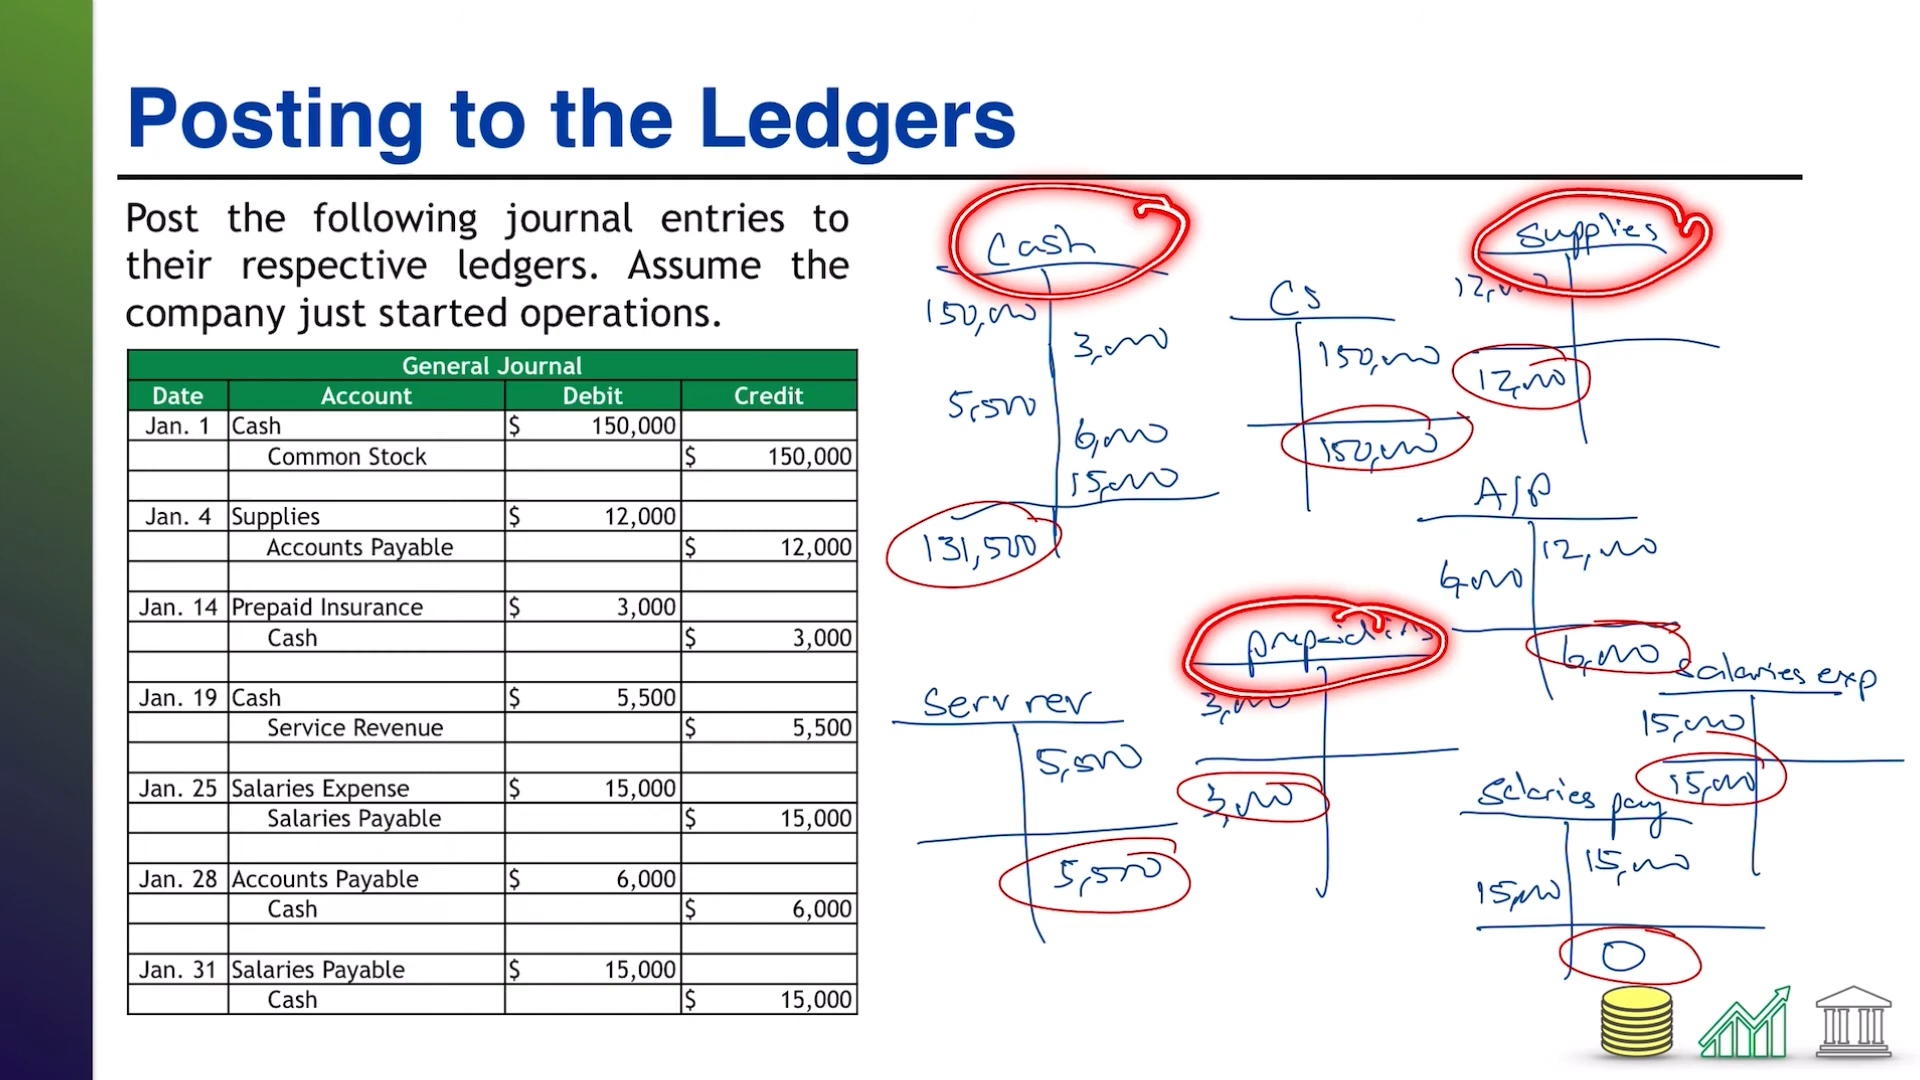 Posting to the Ledgers
Post the following journal entries to
their respective ledgers. Assume the
company just started operations.
General Journal
Date Account Debit Credit
Jan. 1 Cash $ 150,000
Common Stock $ 150,000
Jan. 4 Supplies $ 12,000
Accounts Payable $ 12,000
Jan. 14 Prepaid Insurance $ 3,000
Cash $ 3,000
Jan. 19 Cash $ 5,500
Service Revenue $ 5,500
Jan. 25 Salaries Expense $ 15,000
Salaries Payable $ 15,000
Jan. 28 Accounts Payable $ 6,000
Cash $ 6,000
Jan. 31 Salaries Payable $ 15,000
Cash $ 15,000
Cash
150,000
3,000
5,500
6,000
15,000
131,500
CS
150,000
150,000
Supplies
12,000
12,000
A/P
12,000
6,000
6,000
Serv rev
5,500
5,500
prepaid ins
3,000
3,000
Salaries exp
15,000
15,000
Salaries pay
15,000
15,000
0